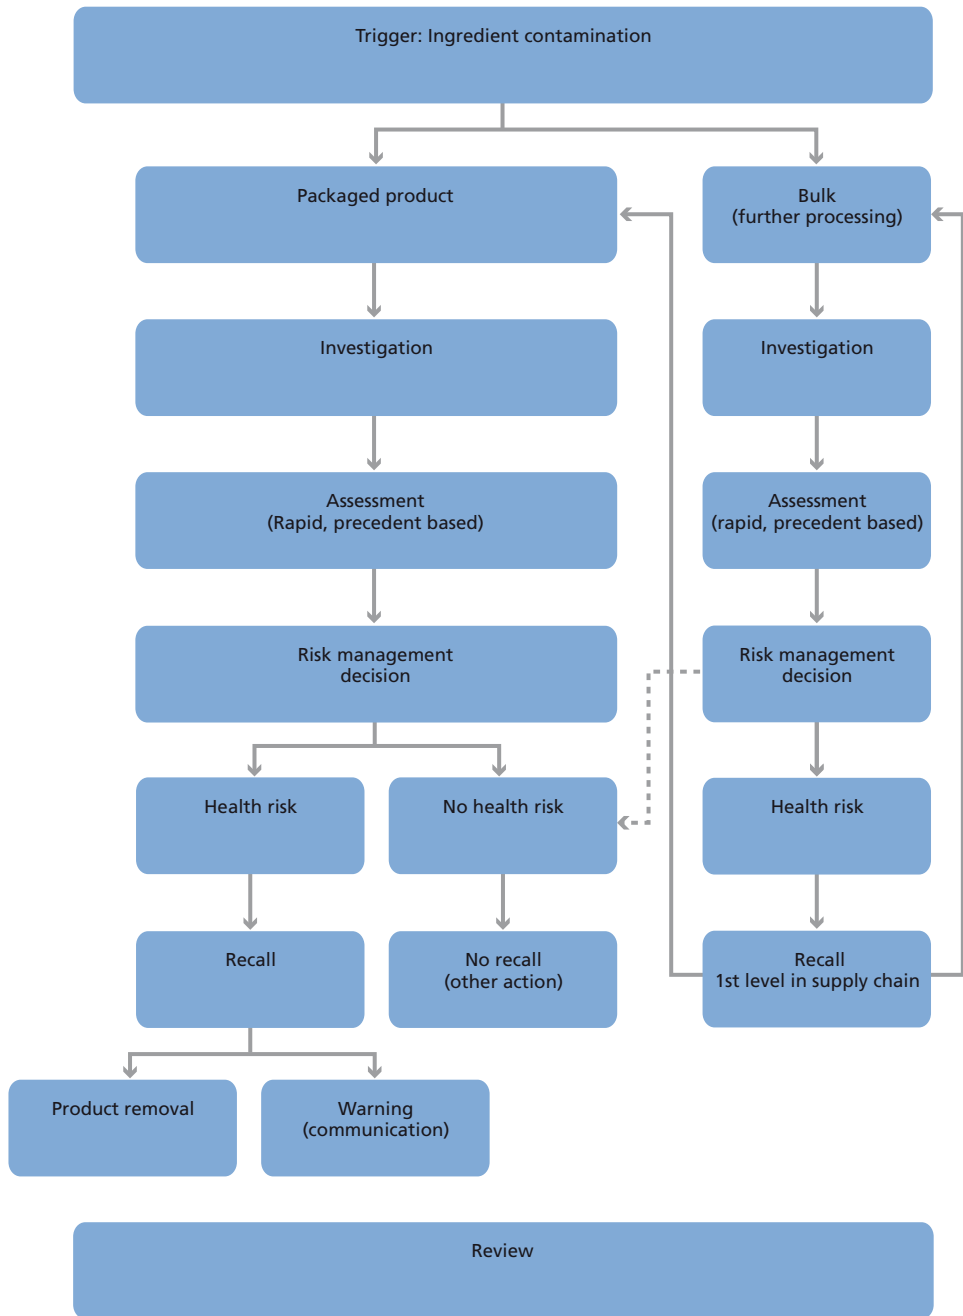 Trigger: Ingredient contamination
Packaged product
Bulk
(further processing)
Investigation
Investigation
Assessment
(Rapid, precedent based)
Assessment
(rapid, precedent based)
Risk management
decision
Risk management
decision
Health risk
No health risk
Health risk
Recall
No recall
(other action)
Recall
1st level in supply chain
Product removal
Warning
(communication)
Review